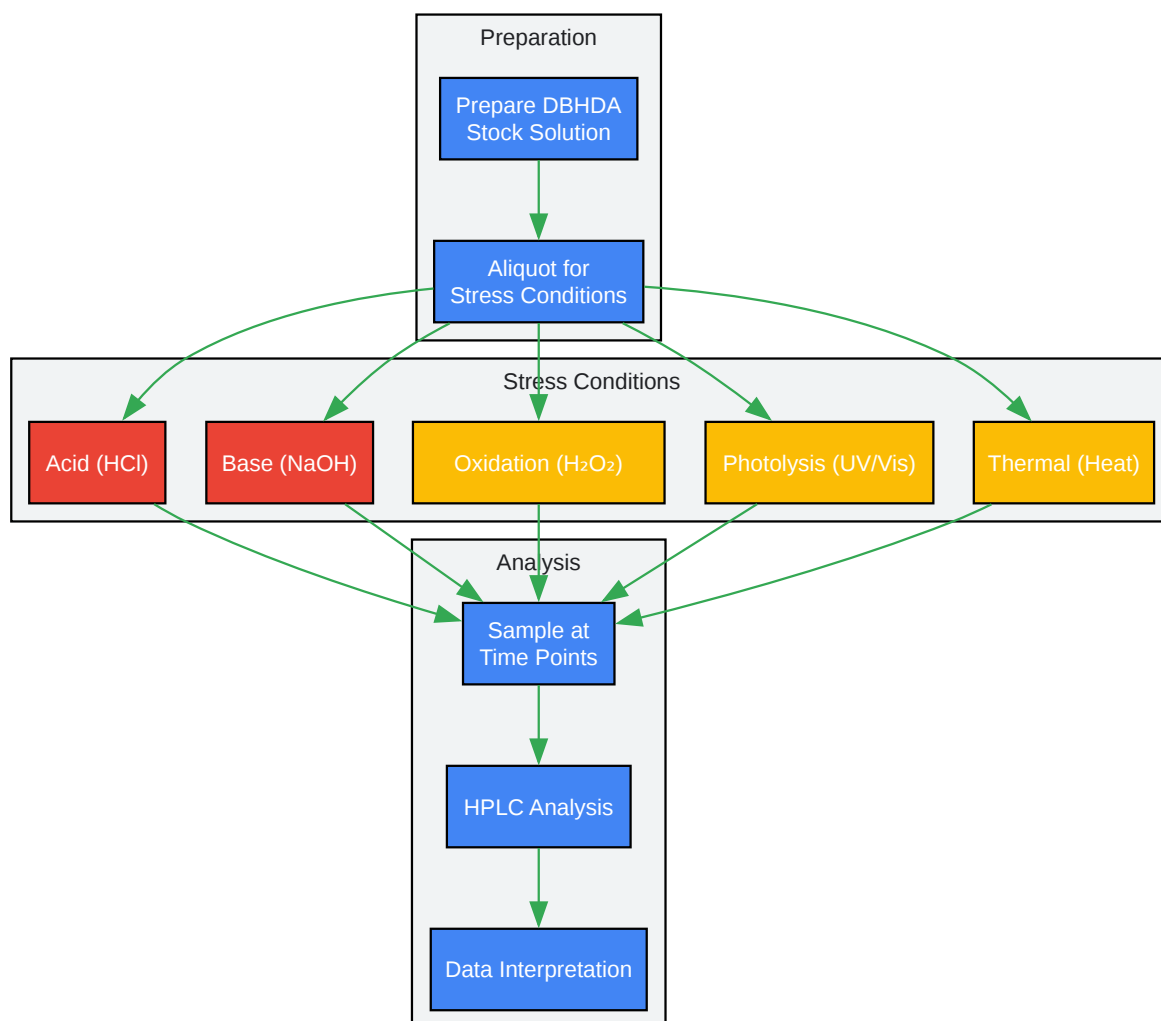 Preparation
Prepare DBHDA
Stock Solution
Aliquot for
Stress Conditions
Stress Conditions
Acid (HCl)
Base (NaOH)
Oxidation (H₂O₂)
Photolysis (UV/Vis)
Thermal (Heat)
Analysis
Sample at
Time Points
HPLC Analysis
Data Interpretation